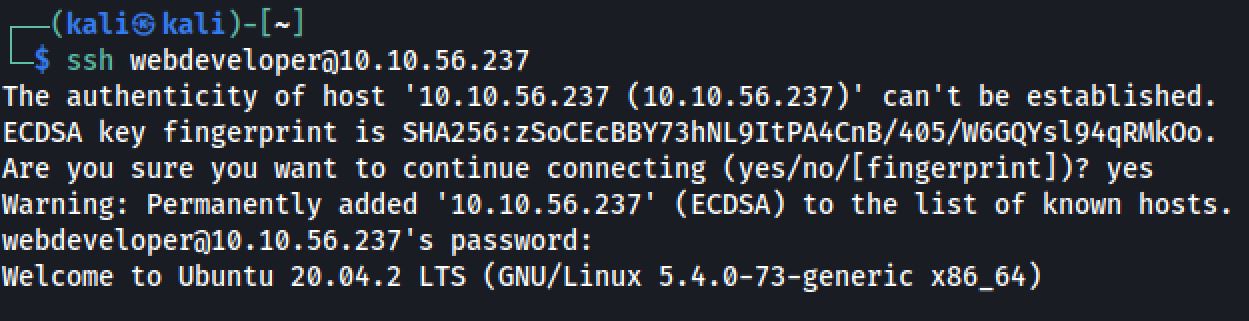 ┌──(kali㉿kali)-[~]
└─$ ssh webdeveloper@10.10.56.237
The authenticity of host '10.10.56.237 (10.10.56.237)' can't be established.
ECDSA key fingerprint is SHA256:zSoCEcBBY73hNL9ItPA4CnB/405/W6GQYsl94qRMkOo.
Are you sure you want to continue connecting (yes/no/[fingerprint])? yes
Warning: Permanently added '10.10.56.237' (ECDSA) to the list of known hosts.
webdeveloper@10.10.56.237's password:
Welcome to Ubuntu 20.04.2 LTS (GNU/Linux 5.4.0-73-generic x86_64)